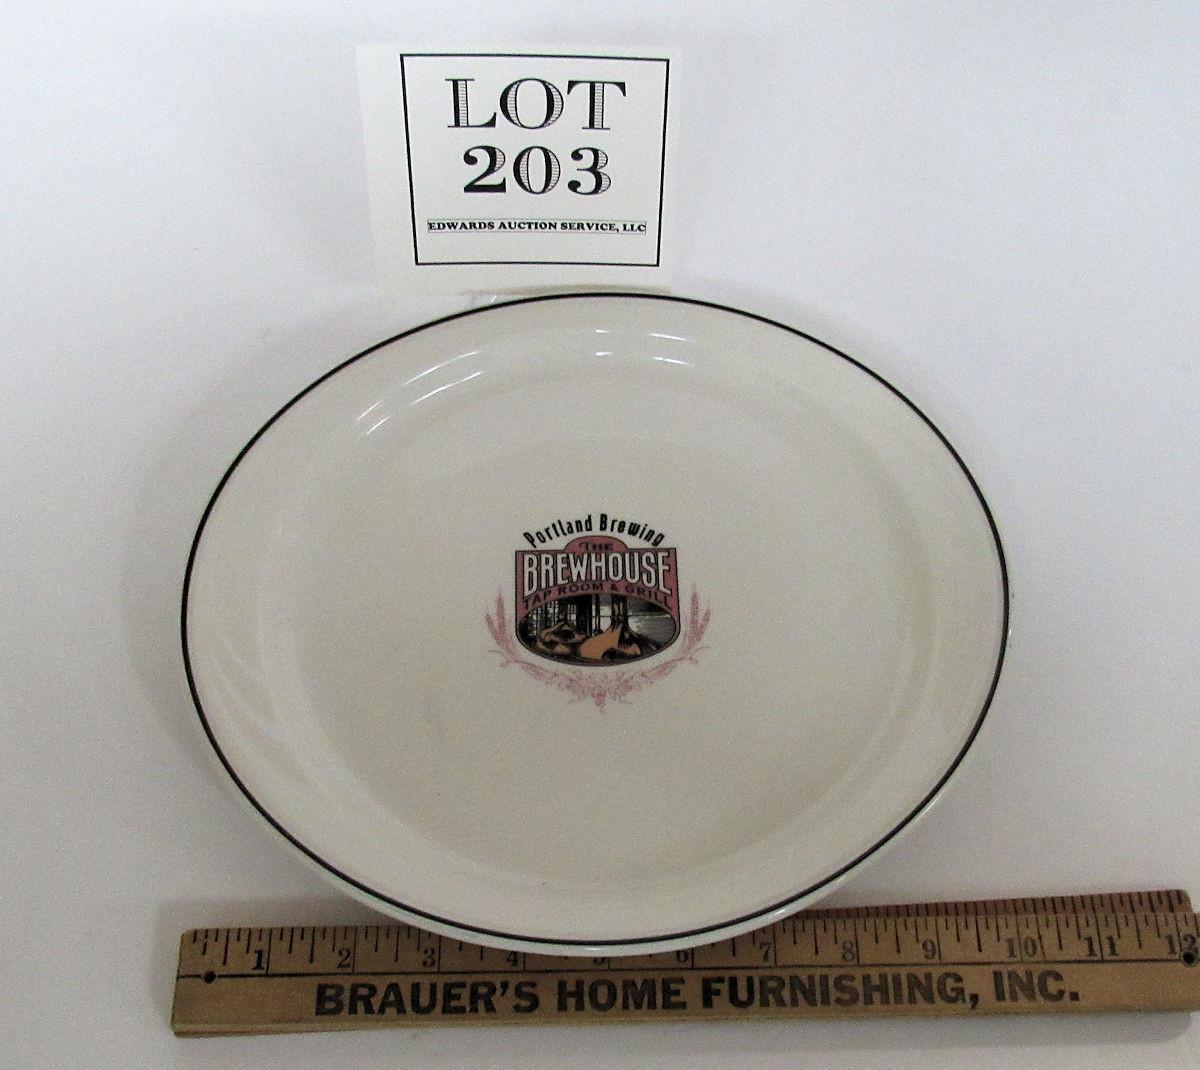 LOT
203
EDWARDS AUCTION SERVICE, LLC
Portland Brewing
THE
BREWHOUSE
TAP ROOM & GRILL
1 2 3 4 5 6 7 8 9 10 11 12
BRAUER'S HOME FURNISHING, INC.